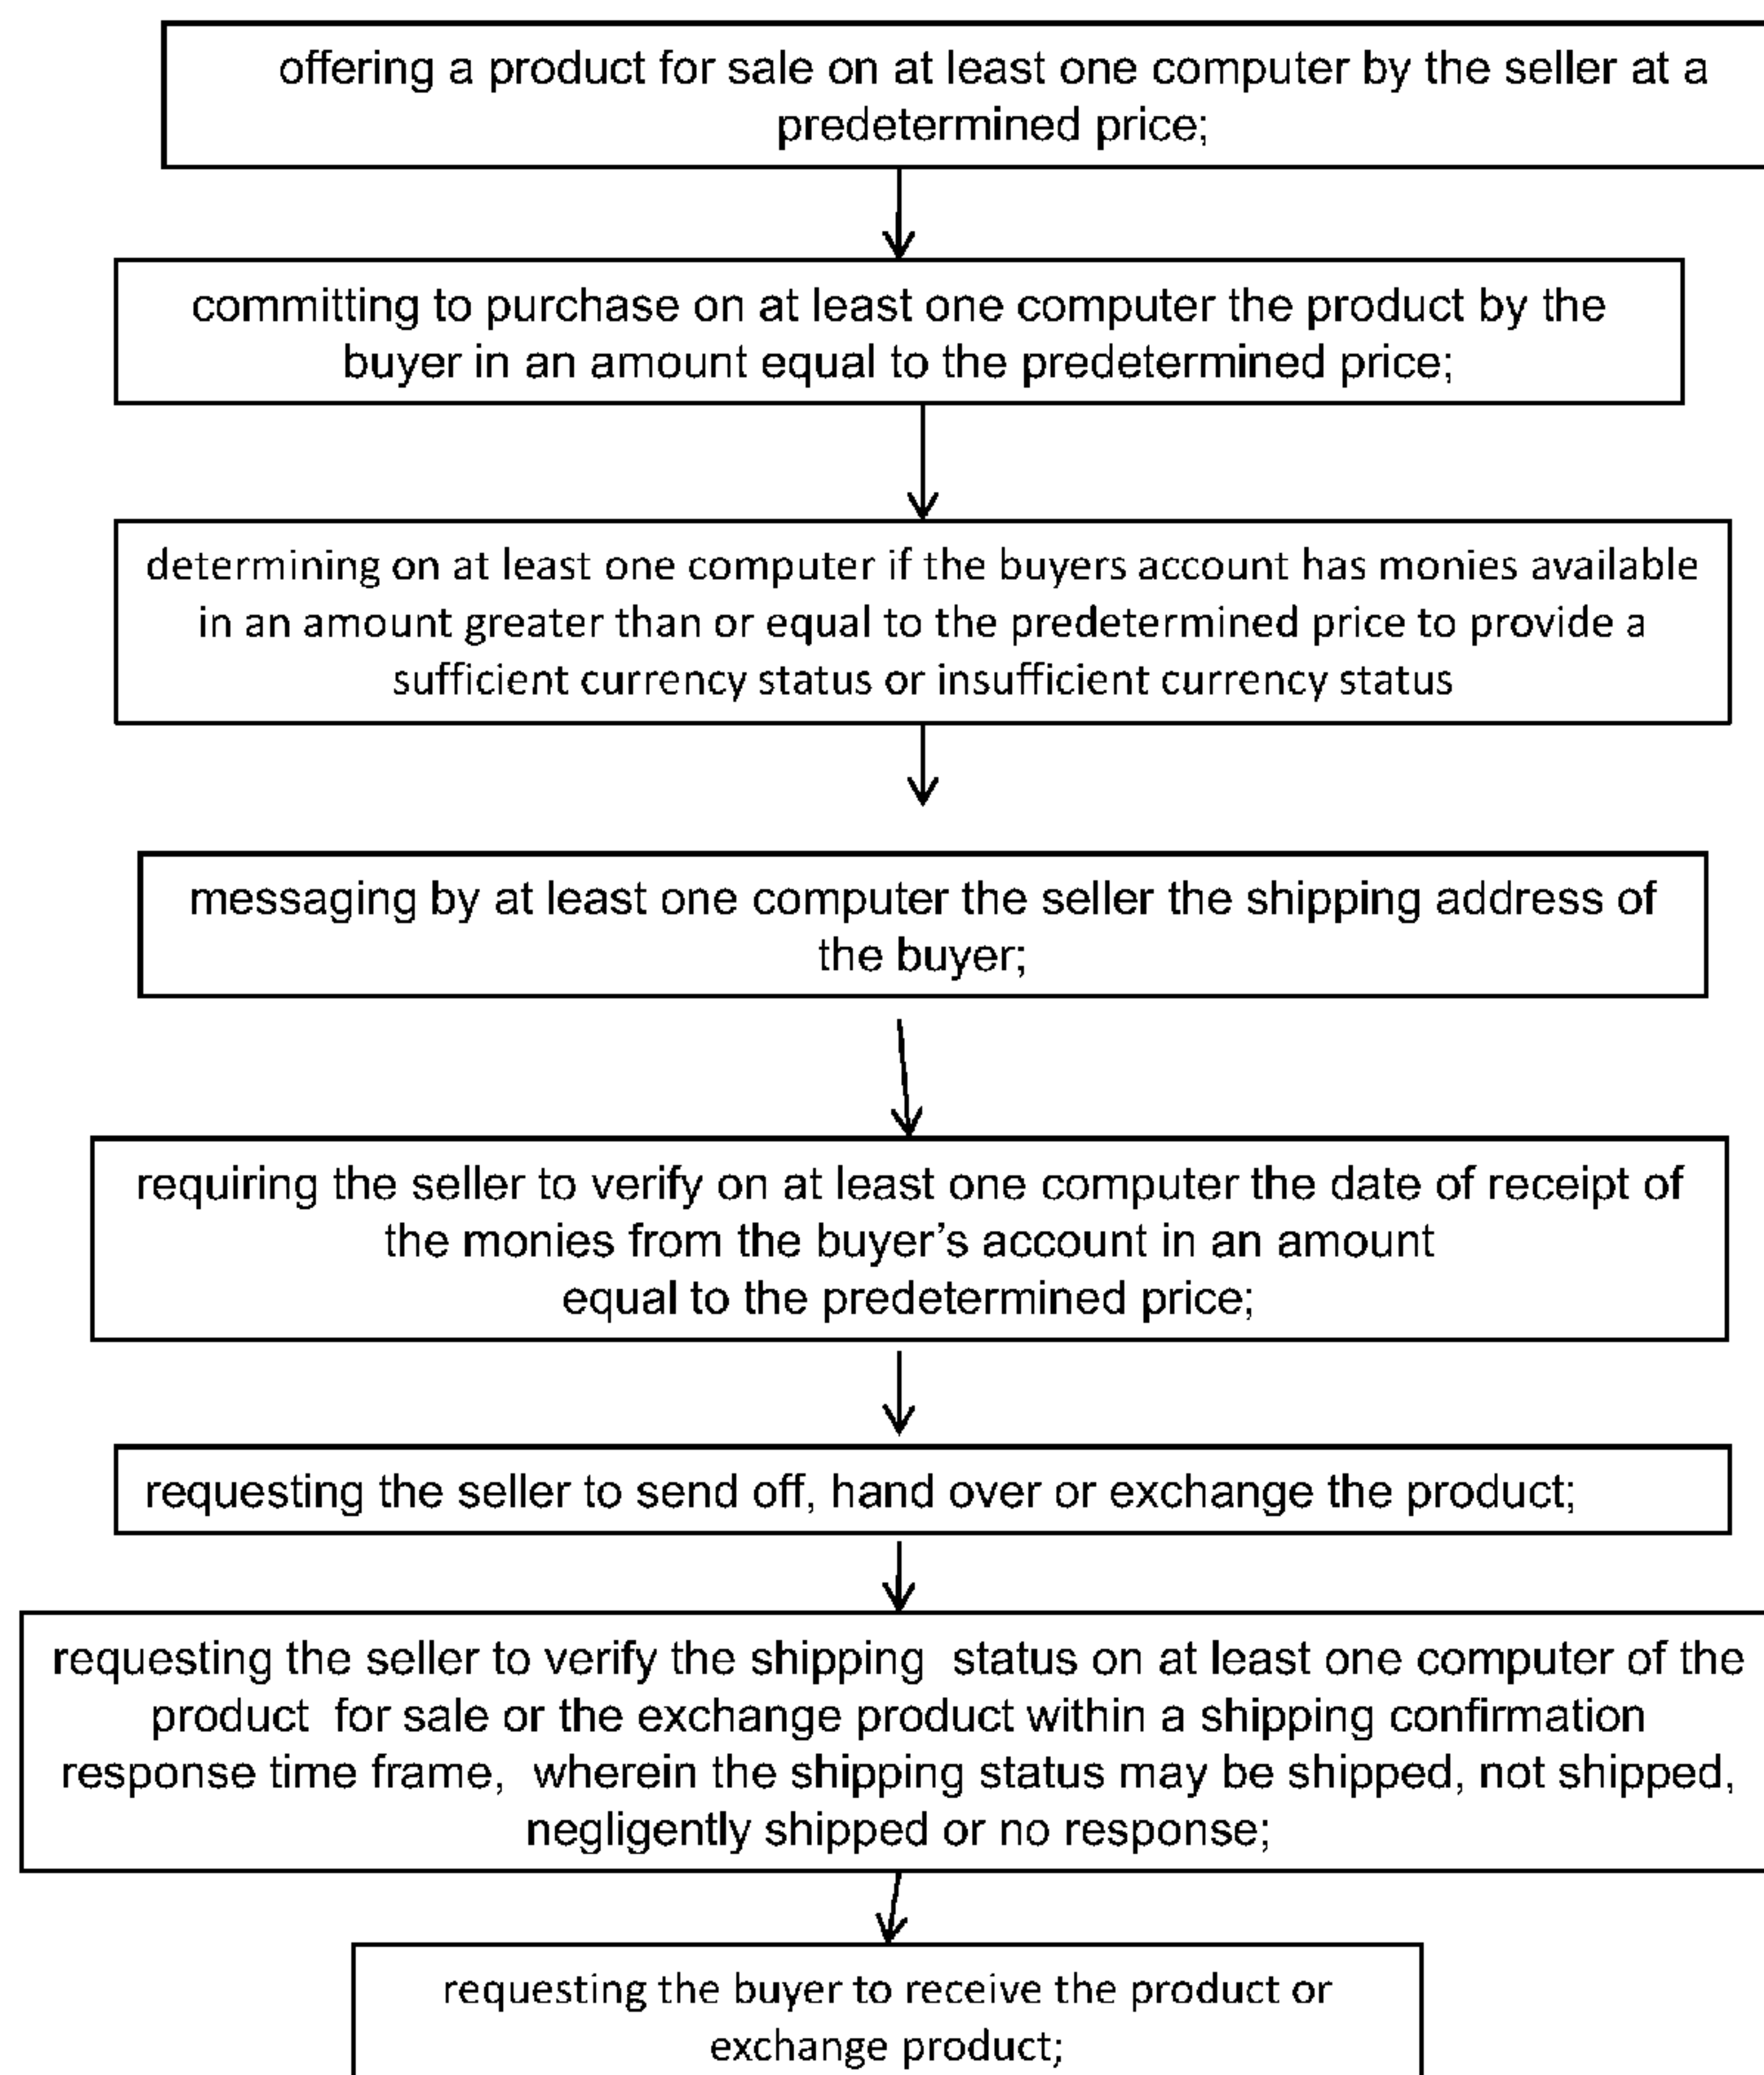 offering a product for sale on at least one computer by the seller at a
predetermined price;
committing to purchase on at least one computer the product by the
buyer in an amount equal to the predetermined price;
determining on at least one computer if the buyers account has monies available
in an amount greater than or equal to the predetermined price to provide a
sufficient currency status or insufficient currency status
messaging by at least one computer the seller the shipping address of
the buyer;
requiring the seller to verify on at least one computer the date of receipt of
the monies from the buyer’s account in an amount
equal to the predetermined price;
requesting the seller to send off, hand over or exchange the product;
requesting the seller to verify the shipping status on at least one computer of the
product for sale or the exchange product within a shipping confirmation
response time frame, wherein the shipping status may be shipped, not shipped,
negligently shipped or no response;
requesting the buyer to receive the product or
exchange product;